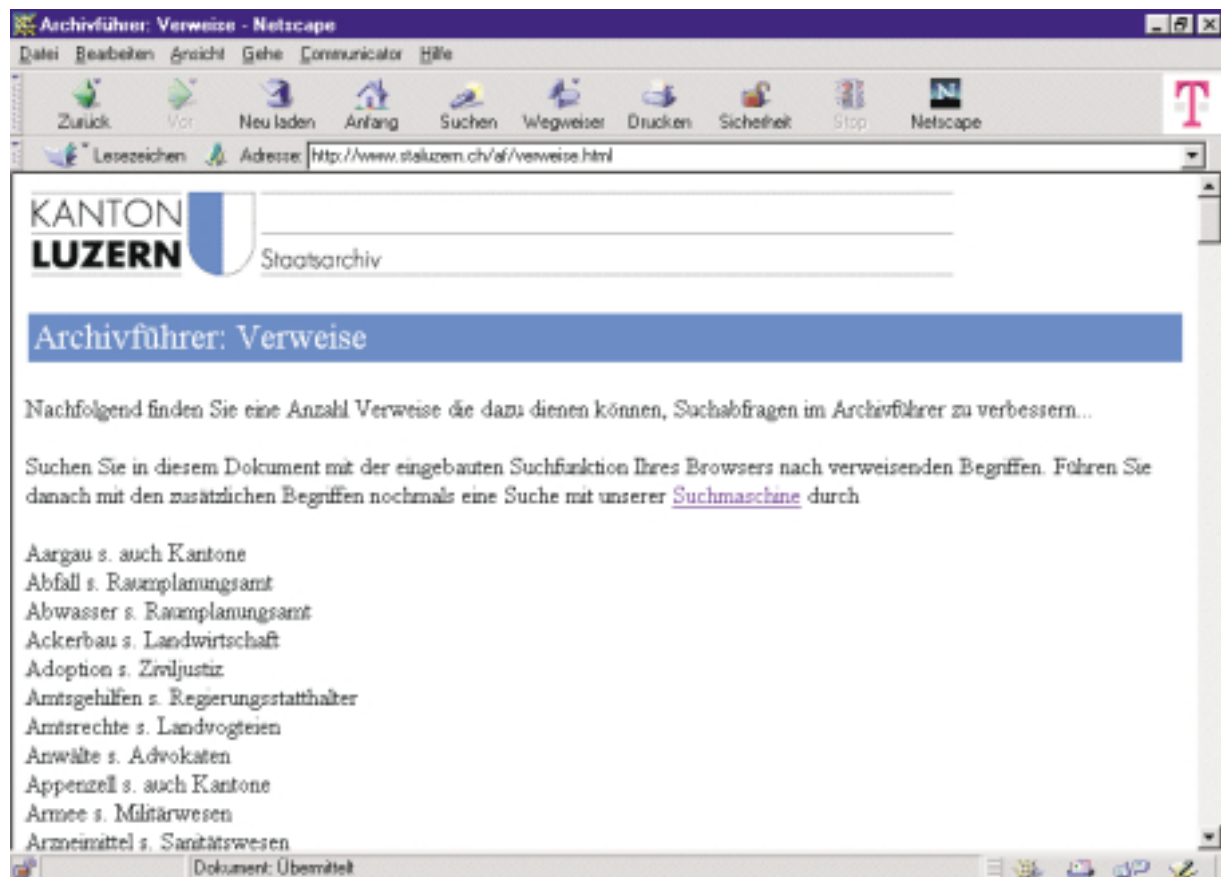 Archivführer: Verweise - Netscape
Datei Bearbeiten Ansicht Gehe Communicator Hilfe
Zurück Vor Neu laden Anfang Suchen Wegweiser Drucken Sicherheit Stop Netscape
N
T
Lesezeichen Adresse: http://www.staluzern.ch/af/verweise.html
KANTON
LUZERN
Staatsarchiv
Archivführer: Verweise
Nachfolgend finden Sie eine Anzahl Verweise die dazu dienen können, Suchabfragen im Archivführer zu verbessern...
Suchen Sie in diesem Dokument mit der eingebauten Suchfunktion Ihres Browsers nach verweisenden Begriffen. Führen Sie
danach mit den zusätzlichen Begriffen nochmals eine Suche mit unserer Suchmaschine durch
Aargau s. auch Kantone
Abfall s. Raumplanungsamt
Abwasser s. Raumplanungsamt
Ackerbau s. Landwirtschaft
Adoption s. Ziviljustiz
Amtsgehilfen s. Regierungsstatthalter
Amtsrechte s. Landvogteien
Anwälte s. Advokaten
Appenzell s. auch Kantone
Armee s. Militärwesen
Arzneimittel s. Sanitätswesen
Dokument: Übermittelt